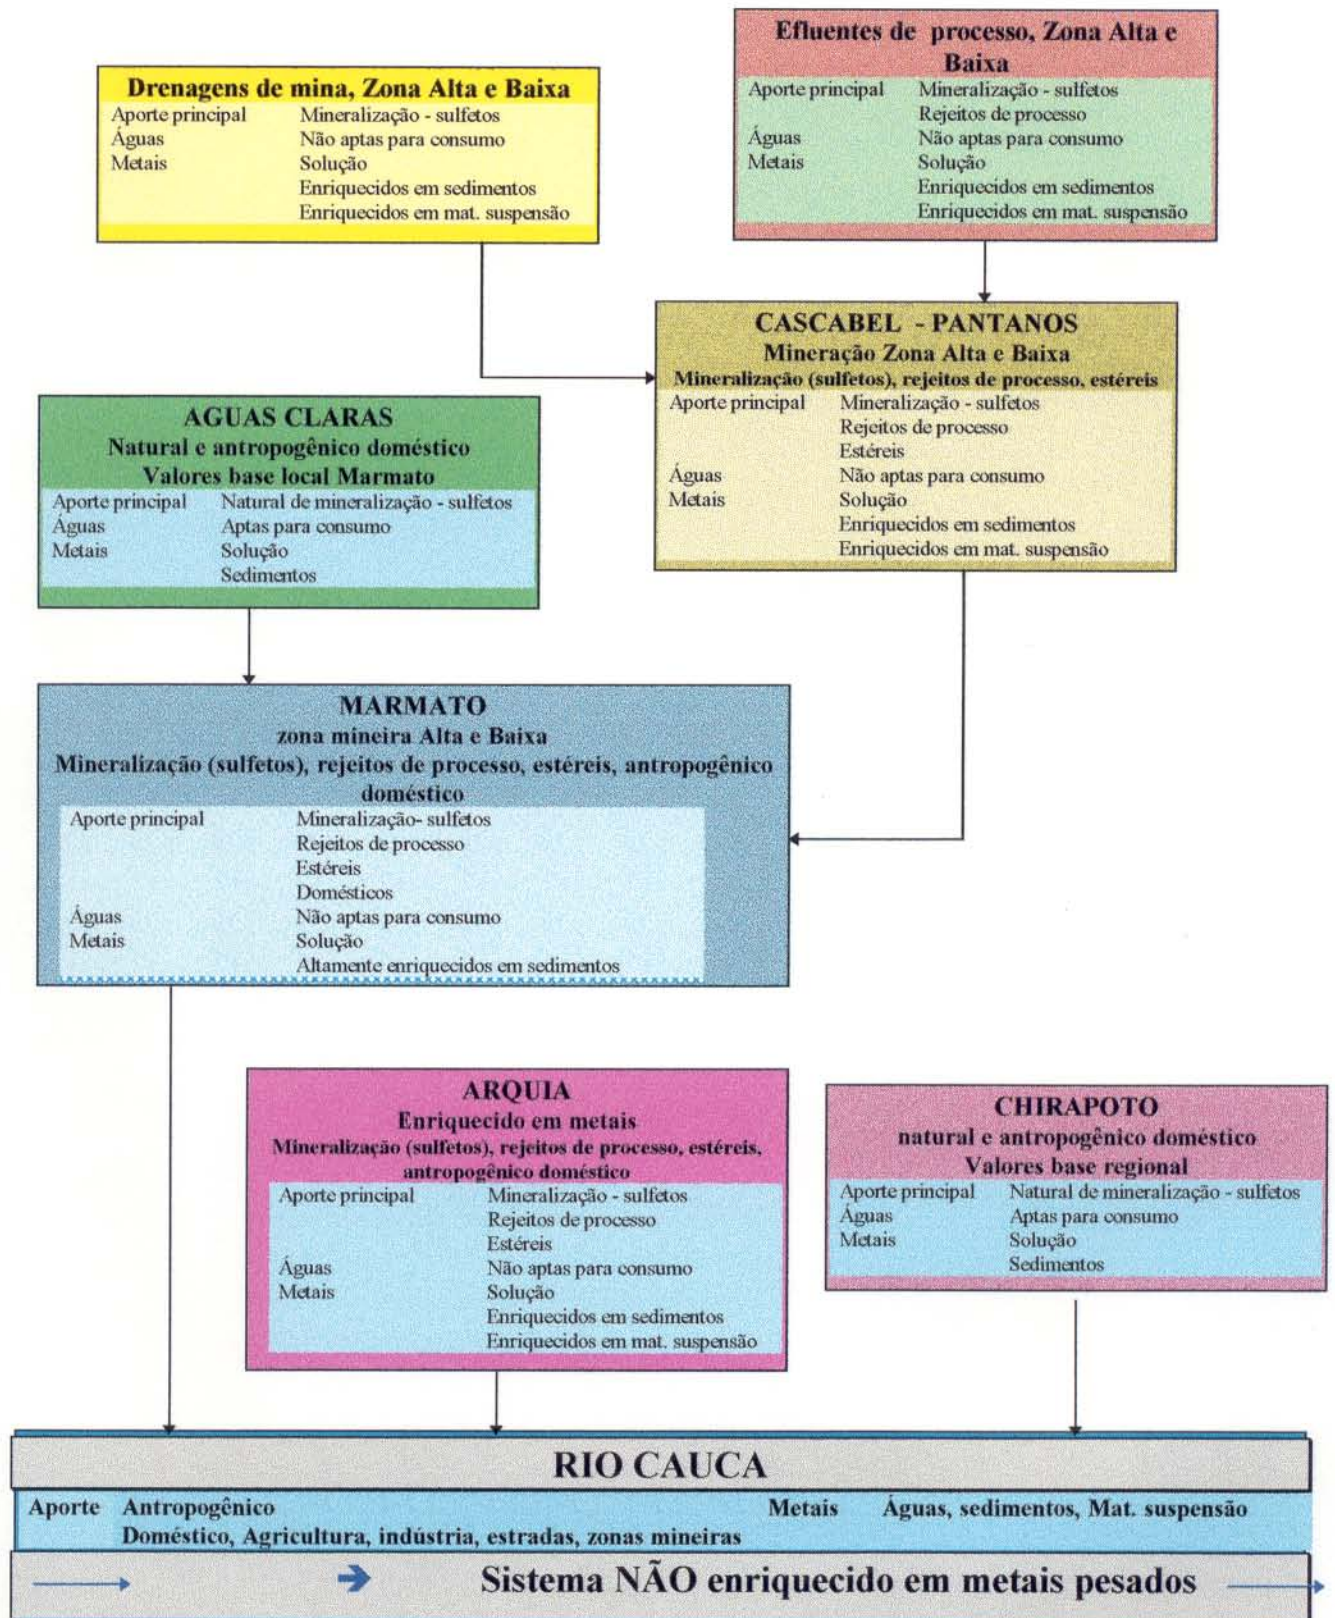 Drenagens de mina, Zona Alta e Baixa
Aporte principal Mineralização - sulfetos
Águas Não aptas para consumo
Metais Solução
Enriquecidos em sedimentos
Enriquecidos em mat. suspensão
Efluentes de processo, Zona Alta e
Baixa
Aporte principal Mineralização - sulfetos
Rejeitos de processo
Águas Não aptas para consumo
Metais Solução
Enriquecidos em sedimentos
Enriquecidos em mat. suspensão
CASCABEL - PANTANOS
Mineração Zona Alta e Baixa
Mineralização (sulfetos), rejeitos de processo, estéreis
Aporte principal Mineralização - sulfetos
Rejeitos de processo
Estéreis
Águas Não aptas para consumo
Metais Solução
Enriquecidos em sedimentos
Enriquecidos em mat. suspensão
AGUAS CLARAS
Natural e antropogênico doméstico
Valores base local Marmato
Aporte principal Natural de mineralização - sulfetos
Águas Aptas para consumo
Metais Solução
Sedimentos
MARMATO
zona mineira Alta e Baixa
Mineralização (sulfetos), rejeitos de processo, estéreis, antropogênico
doméstico
Aporte principal Mineralização- sulfetos
Rejeitos de processo
Estéreis
Domésticos
Águas Não aptas para consumo
Metais Solução
Altamente enriquecidos em sedimentos
ARQUIA
Enriquecido em metais
Mineralização (sulfetos), rejeitos de processo, estéreis,
antropogênico doméstico
Aporte principal Mineralização - sulfetos
Rejeitos de processo
Estéreis
Águas Não aptas para consumo
Metais Solução
Enriquecidos em sedimentos
Enriquecidos em mat. suspensão
CHIRAPOTO
natural e antropogênico doméstico
Valores base regional
Aporte principal Natural de mineralização - sulfetos
Águas Aptas para consumo
Metais Solução
Sedimentos
RIO CAUCA
Aporte Antropogênico Metais Águas, sedimentos, Mat. suspensão
Doméstico, Agricultura, indústria, estradas, zonas mineiras
Sistema NÃO enriquecido em metais pesados